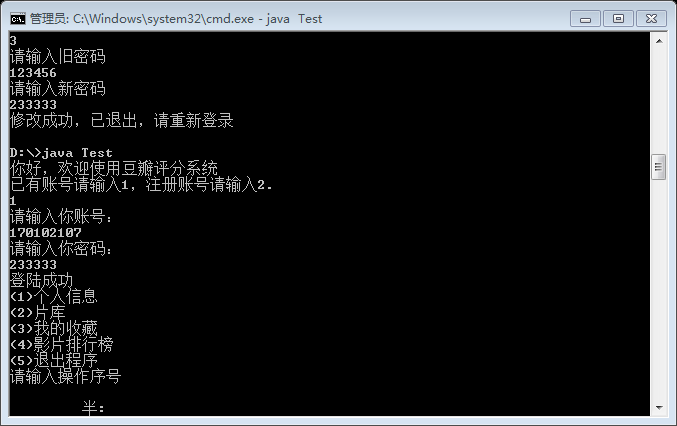 管理员: C:\Windows\system32\cmd.exe - java  Test
3
请输入旧密码
123456
请输入新密码
233333
修改成功，已退出，请重新登录
D:\>java Test
你好，欢迎使用豆瓣评分系统
已有账号请输入1，注册账号请输入2.
1
请输入你账号：
170102107
请输入你密码：
233333
登陆成功
(1)个人信息
(2)片库
(3)我的收藏
(4)影片排行榜
(5)退出程序
请输入操作序号
半：